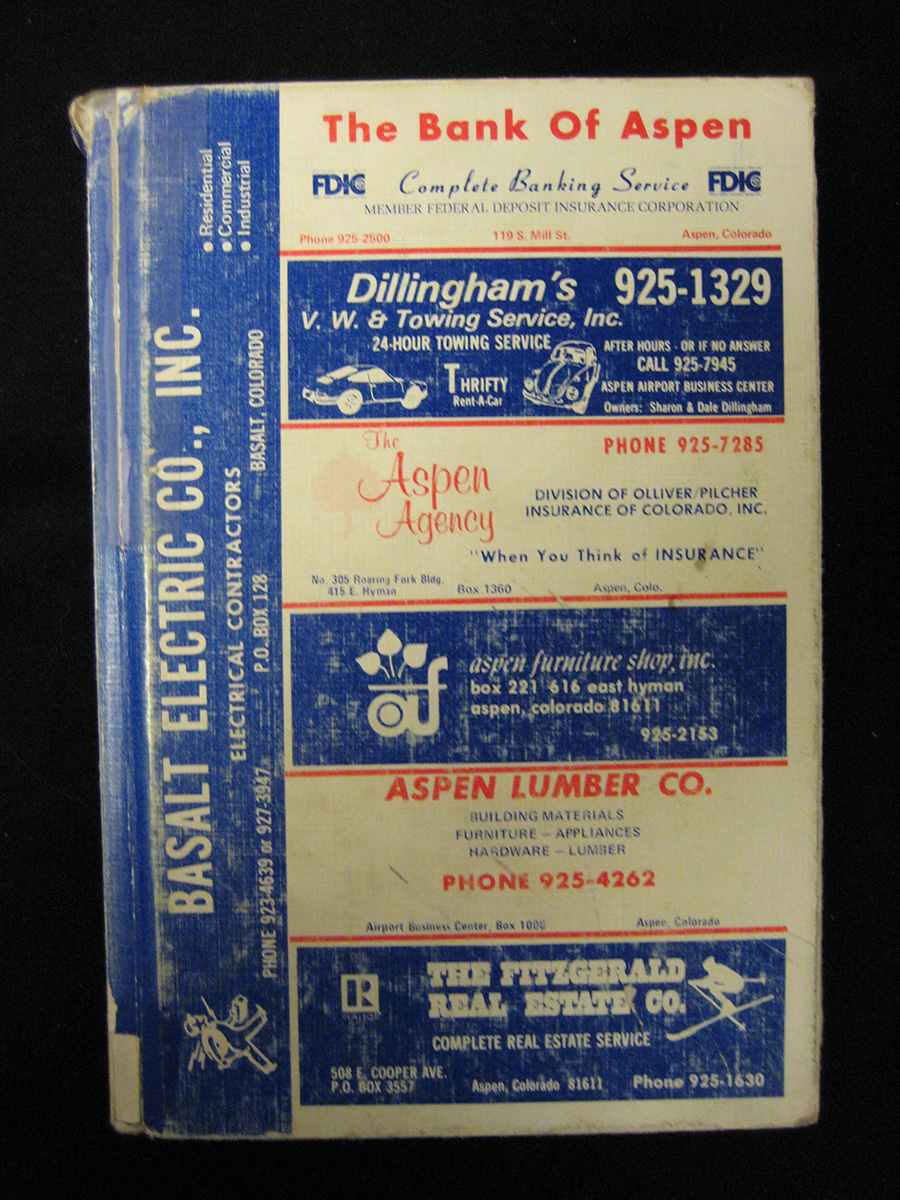 The Bank Of Aspen
FDIC Complete Banking Service FDIC
MEMBER FEDERAL DEPOSIT INSURANCE CORPORATION
Phone 925-2500 119 S. Mill St. Aspen, Colorado
Dillingham's 925-1329
V. W. & Towing Service, Inc.
24-HOUR TOWING SERVICE
AFTER HOURS - OR IF NO ANSWER
CALL 925-7945
THRIFTY
Rent-A-Car
ASPEN AIRPORT BUSINESS CENTER
Owners: Sharon & Dale Dillingham
The
Aspen
Agency
PHONE 925-7285
DIVISION OF OLLIVER/PILCHER
INSURANCE OF COLORADO, INC.
"When You Think of INSURANCE"
No. 305 Roaring Fork Bldg.
415 E. Hyman Box 1360 Aspen, Colo.
af
aspen furniture shop, inc.
box 221 616 east hyman
aspen, colorado 81611
925-2153
ASPEN LUMBER CO.
BUILDING MATERIALS
FURNITURE - APPLIANCES
HARDWARE - LUMBER
PHONE 925-4262
Airport Business Center, Box Aspen, Colorado
R
REALTOR
THE FITZGERALD
REAL ESTATE CO.
COMPLETE REAL ESTATE SERVICE
508 E. COOPER AVE.
P.O. BOX 3557 Aspen, Colorado 81611 Phone 925-1630
BASALT ELECTRIC CO., INC.
• Residential
• Commercial
• Industrial
ELECTRICAL CONTRACTORS
PHONE 923-4639 or 927-3947 P.O. BOX 128 BASALT, COLORADO